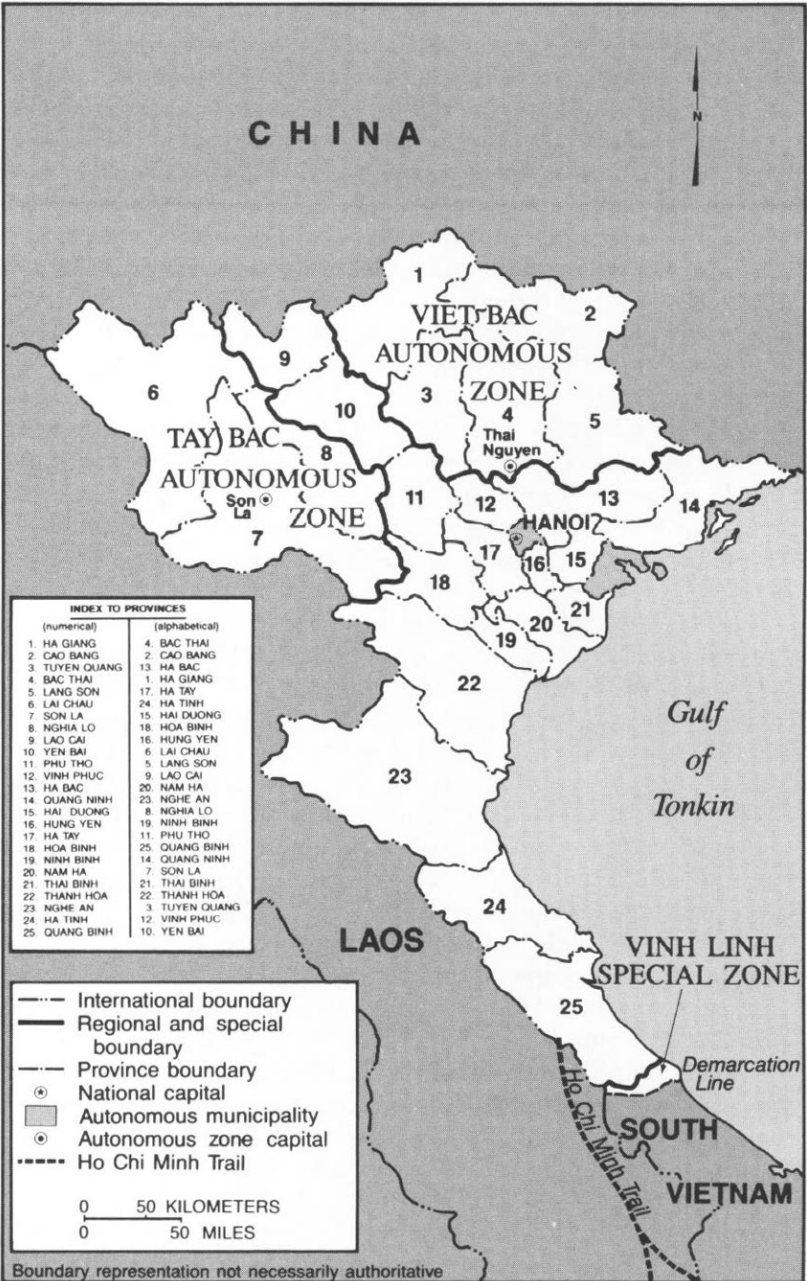 CHINA
N
1
VIET BAC
2
AUTONOMOUS
9
ZONE
6
3
10
4
5
TAY BAC
Thai
Nguyen
8
AUTONOMOUS
11
12
13
14
Son
La
ZONE
HANOI
7
17
16
15
18
20
21
19
INDEX TO PROVINCES
(numerical)
1. HA GIANG
2. CAO BANG
3. TUYEN QUANG
4. BAC THAI
5. LANG SON
6. LAI CHAU
7. SON LA
8. NGHIA LO
9. LAO CAI
10. YEN BAI
11. PHU THO
12. VINH PHUC
13. HA BAC
14. QUANG NINH
15. HAI DUONG
16. HUNG YEN
17. HA TAY
18. HOA BINH
19. NINH BINH
20. NAM HA
21. THAI BINH
22. THANH HOA
23. NGHE AN
24. HA TINH
25. QUANG BINH
(alphabetical)
4. BAC THAI
2. CAO BANG
13. HA BAC
1. HA GIANG
17. HA TAY
24. HA TINH
15. HAI DUONG
18. HOA BINH
16. HUNG YEN
6. LAI CHAU
5. LANG SON
9. LAO CAI
20. NAM HA
23. NGHE AN
8. NGHIA LO
19. NINH BINH
11. PHU THO
25. QUANG BINH
14. QUANG NINH
7. SON LA
21. THAI BINH
22. THANH HOA
3 TUYEN QUANG
12 VINH PHUC
10. YEN BAI
22
23
Gulf
of
Tonkin
24
LAOS
VINH LINH
SPECIAL ZONE
25
Demarcation
Line
Ho Chi Minh Trail
SOUTH
VIETNAM
International boundary
Regional and special
boundary
Province boundary
National capital
Autonomous municipality
Autonomous zone capital
Ho Chi Minh Trail
0 50 KILOMETERS
0 50 MILES
Boundary representation not necessarily authoritative